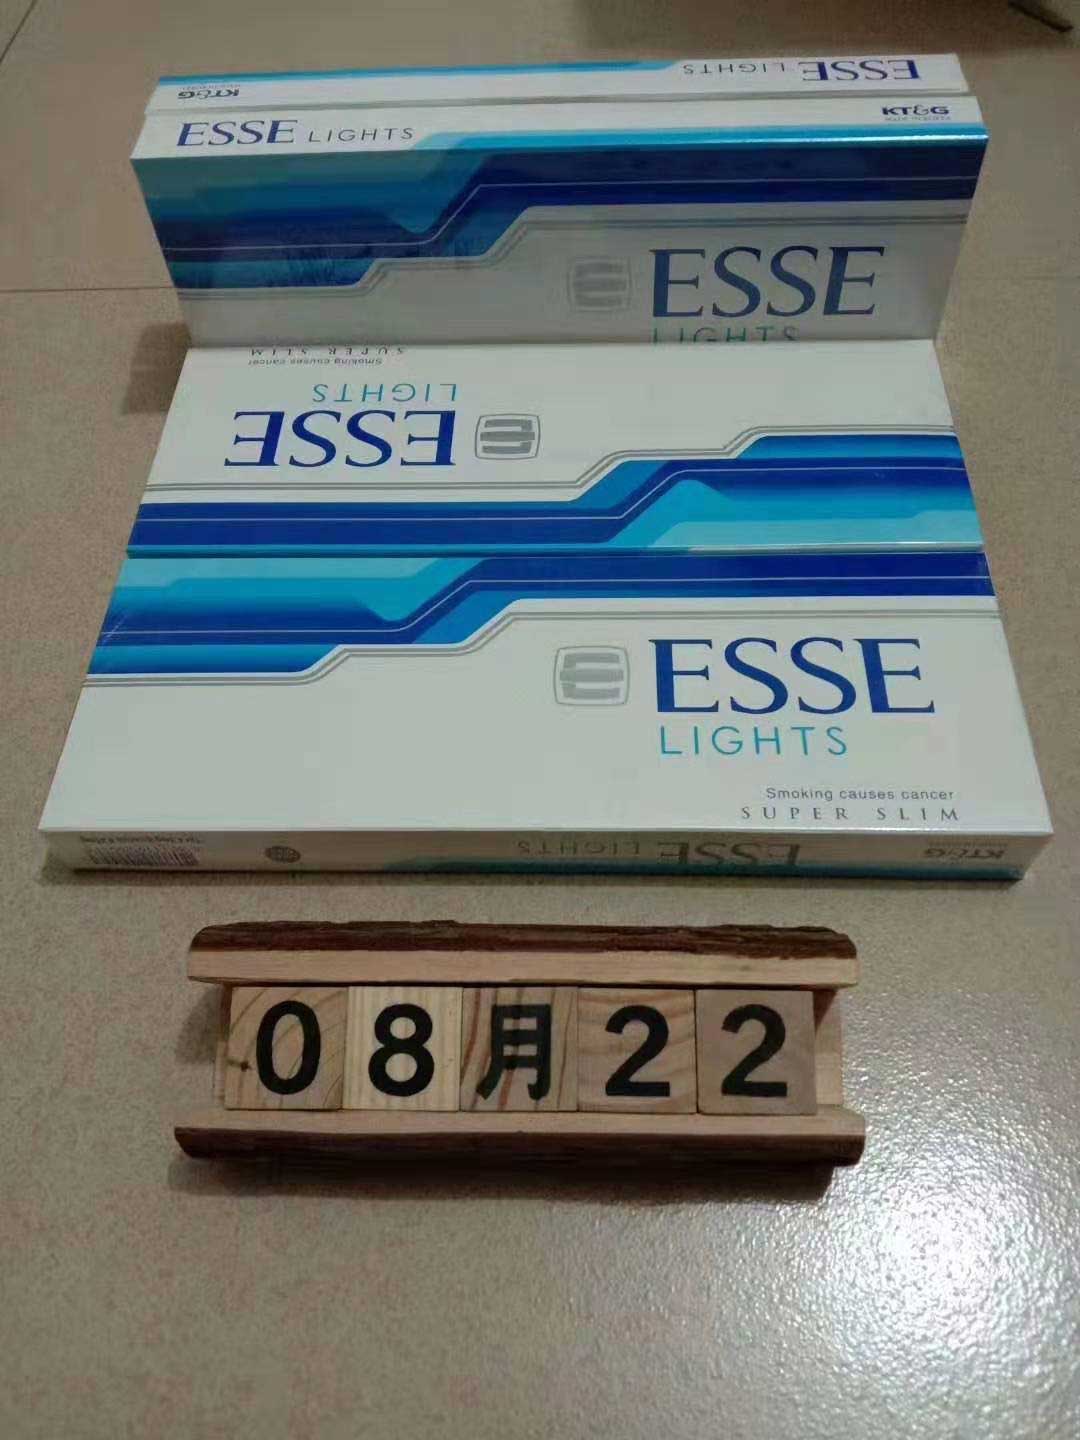 ESSE LIGHTS
KT&G
ESSE LIGHTS
KT&G
ESSE
LIGHTS
SUPER SLIM
Smoking causes cancer
LIGHTS
ESSE
ESSE
LIGHTS
Smoking causes cancer
SUPER SLIM
ESSE LIGHTS
KT&G
08月22